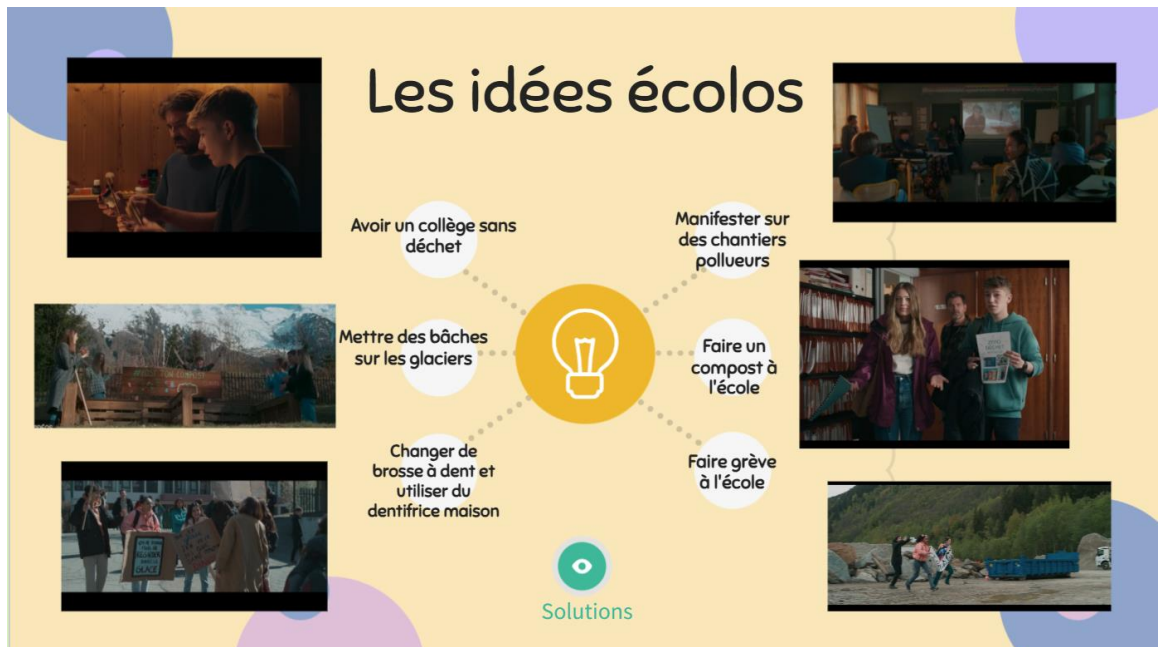 Les idées écolos
Avoir un collège sans
déchet
Mettre des bâches
sur les glaciers
Changer de
brosse à dent et
utiliser du
dentifrice maison
Manifester sur
des chantiers
pollueurs
Faire un
compost à
l'école
Faire grève
à l'école
Solutions